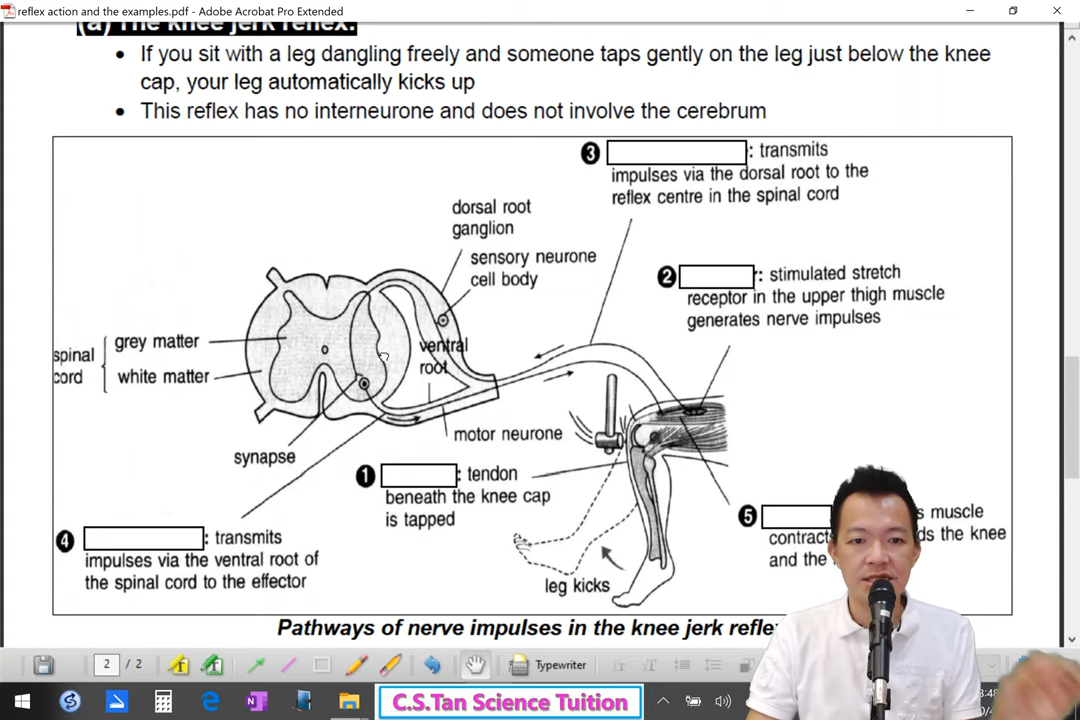 reflex action and the examples.pdf - Adobe Acrobat Pro Extended
(a) The knee jerk reflex:
• If you sit with a leg dangling freely and someone taps gently on the leg just below the knee
cap, your leg automatically kicks up
• This reflex has no interneurone and does not involve the cerebrum
3 : transmits
impulses via the dorsal root to the
reflex centre in the spinal cord
dorsal root
ganglion
sensory neurone
cell body
2 : stimulated stretch
receptor in the upper thigh muscle
generates nerve impulses
grey matter
spinal
cord
white matter
ventral
root
motor neurone
synapse
1 : tendon
beneath the knee cap
is tapped
4 : transmits
impulses via the ventral root of
the spinal cord to the effector
5 muscle
the knee
and the
leg kicks
Pathways of nerve impulses in the knee jerk
2 / 2
Typewriter
C.S.Tan Science Tuition